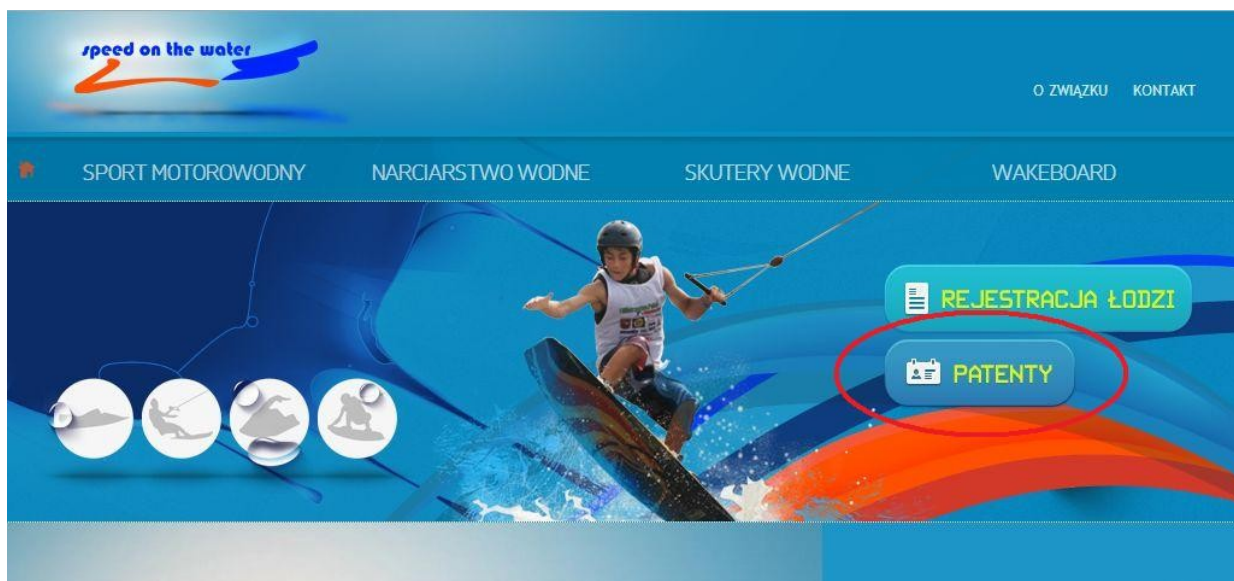 speed on the water
O ZWIĄZKU KONTAKT
SPORT MOTOROWODNY NARCIARSTWO WODNE SKUTERY WODNE WAKEBOARD
REJESTRACJA ŁODZI
PATENTY